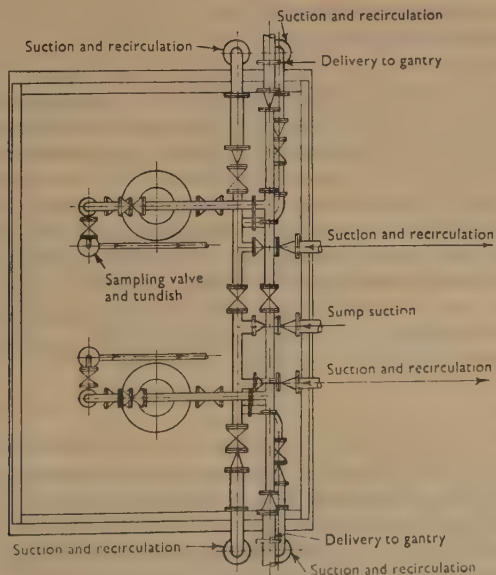 Suction and recirculation
Suction and recirculation
Delivery to gantry
Suction and recirculation
Sampling valve
and tundish
Sump suction
Suction and recirculation
Delivery to gantry
Suction and recirculation
Suction and recirculation